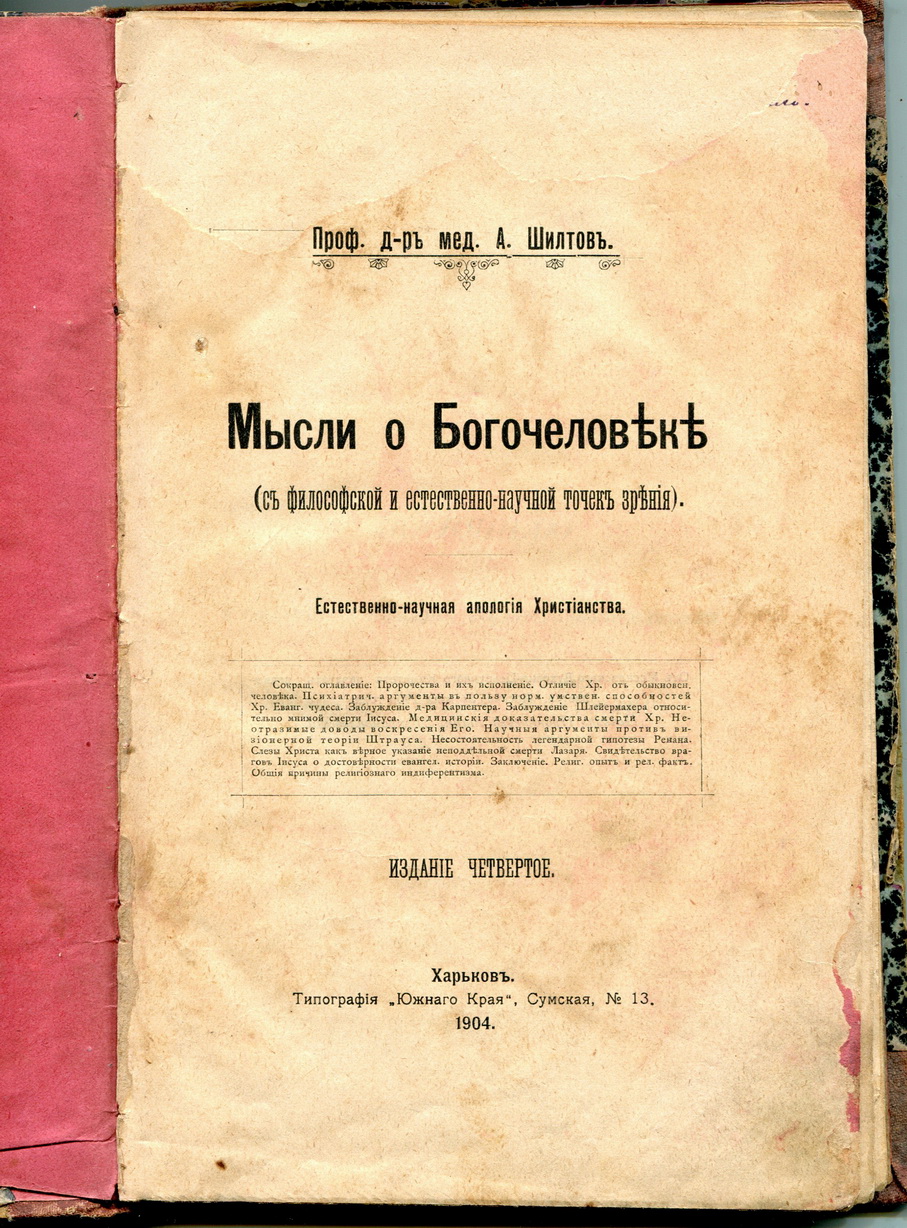 Проф. д-ръ мед. А. Шилтовъ.
Мысли о Богочеловѣкѣ
(съ философской и естественно-научной точекъ зрѣнія).
Естественно-научная апологія Христіанства.
Сокращ. оглавленіе: Пророчества и ихъ исполненіе. Отличіе Хр. отъ обыкновен.
человѣка. Психіатрич. аргументы въ пользу норм. умствен. способностей
Хр. Еванг. чудеса. Заблужденіе д-ра Карпентера. Заблужденіе Шлейермахера относи-
тельно мнимой смерти Іисуса. Медицинскія доказательства смерти Хр. Не-
отразимые доводы воскресенія Его. Научныя аргументы противъ ви-
зіонерной теоріи Штрауса. Несостоятельность легендарной гипотезы Ренана.
Слезы Христа какъ вѣрное указаніе неподдѣльной смерти Лазаря. Свидѣтельство вра-
говъ Іисуса о достовѣрности евангел. исторіи. Заключеніе. Религ. опытъ и рел. фактъ.
Общія причины религіознаго индиферентизма.
ИЗДАНІЕ ЧЕТВЕРТОЕ.
Харьковъ.
Типографія „Южнаго Края“, Сумская, № 13.
1904.